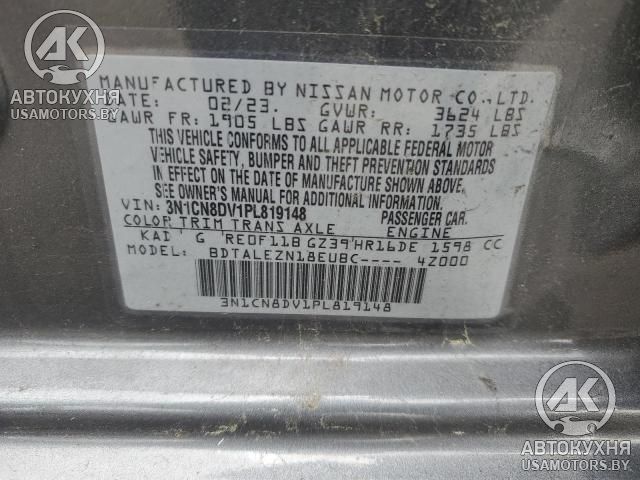 MANUFACTURED BY NISSAN MOTOR CO., LTD.
DATE: 02/23. GVWR: 3624 LBS
GAWR FR: 1905 LBS GAWR RR: 1735 LBS
THIS VEHICLE CONFORMS TO ALL APPLICABLE FEDERAL MOTOR
VEHICLE SAFETY, BUMPER AND THEFT PREVENTION STANDARDS
IN EFFECT ON THE DATE OF MANUFACTURE SHOWN ABOVE.
SEE OWNER'S MANUAL FOR ADDITIONAL INFORMATION.
VIN: 3N1CN8DV1PL819148 PASSENGER CAR.
COLOR TRIM TRANS AXLE ENGINE
KAD G RE0F11B GZ39 HR16DE 1598 CC
MODEL: BDTALEZN18EUBC---- 42000
3N1CN8DV1PL819148
АК
АВТОКУХНЯ
USAMOTORS.BY
АК
АВТОКУХНЯ
USAMOTORS.BY